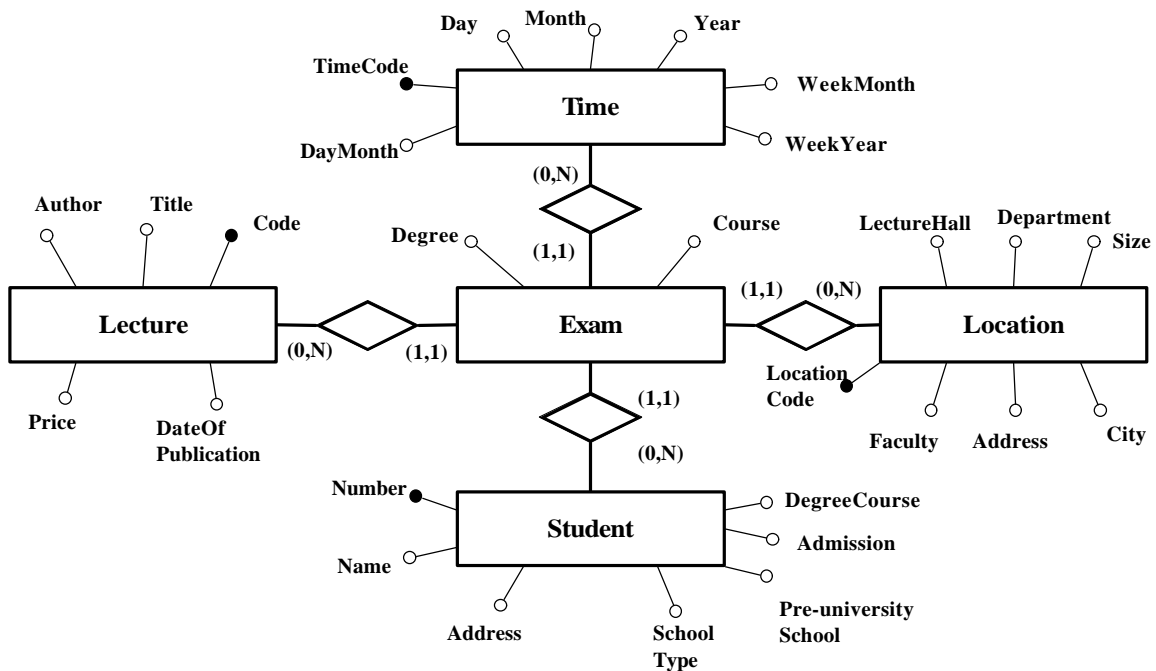 Day
Month
Year
TimeCode
WeekMonth
Time
DayMonth
WeekYear
(0,N)
Author
Title
Code
Degree
Course
(1,1)
LectureHall
Department
Size
Lecture
(0,N)
(1,1)
Exam
(1,1)
(0,N)
Location
Price
DateOf
Publication
(1,1)
(0,N)
Location
Code
Faculty
Address
City
Number
DegreeCourse
Student
Admission
Name
Address
School
Type
Pre-university
School